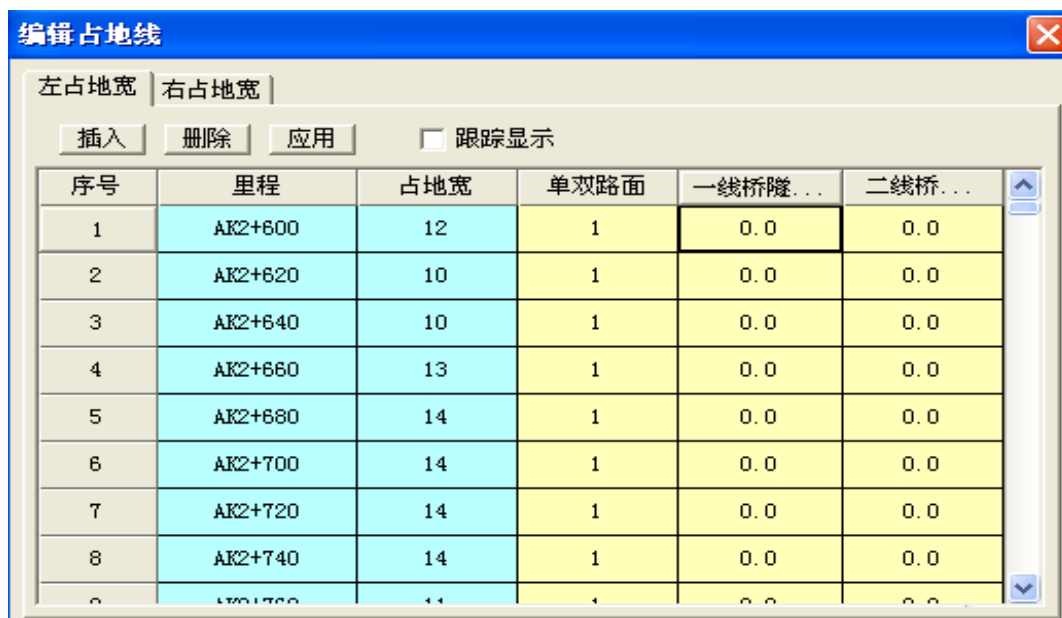 编辑占地线
左占地宽 右占地宽
插入 删除 应用 跟踪显示
序号 里程 占地宽 单双路面 一线桥隧... 二线桥...
1 AK2+600 12 1 0.0 0.0
2 AK2+620 10 1 0.0 0.0
3 AK2+640 10 1 0.0 0.0
4 AK2+660 13 1 0.0 0.0
5 AK2+680 14 1 0.0 0.0
6 AK2+700 14 1 0.0 0.0
7 AK2+720 14 1 0.0 0.0
8 AK2+740 14 1 0.0 0.0